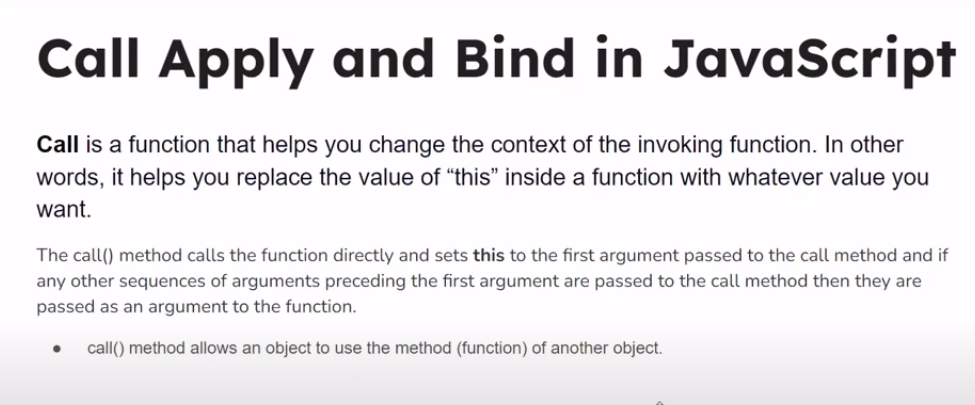 Call Apply and Bind in JavaScript
Call is a function that helps you change the context of the invoking function. In other
words, it helps you replace the value of “this” inside a function with whatever value you
want.
The call() method calls the function directly and sets this to the first argument passed to the call method and if
any other sequences of arguments preceding the first argument are passed to the call method then they are
passed as an argument to the function.
• call() method allows an object to use the method (function) of another object.